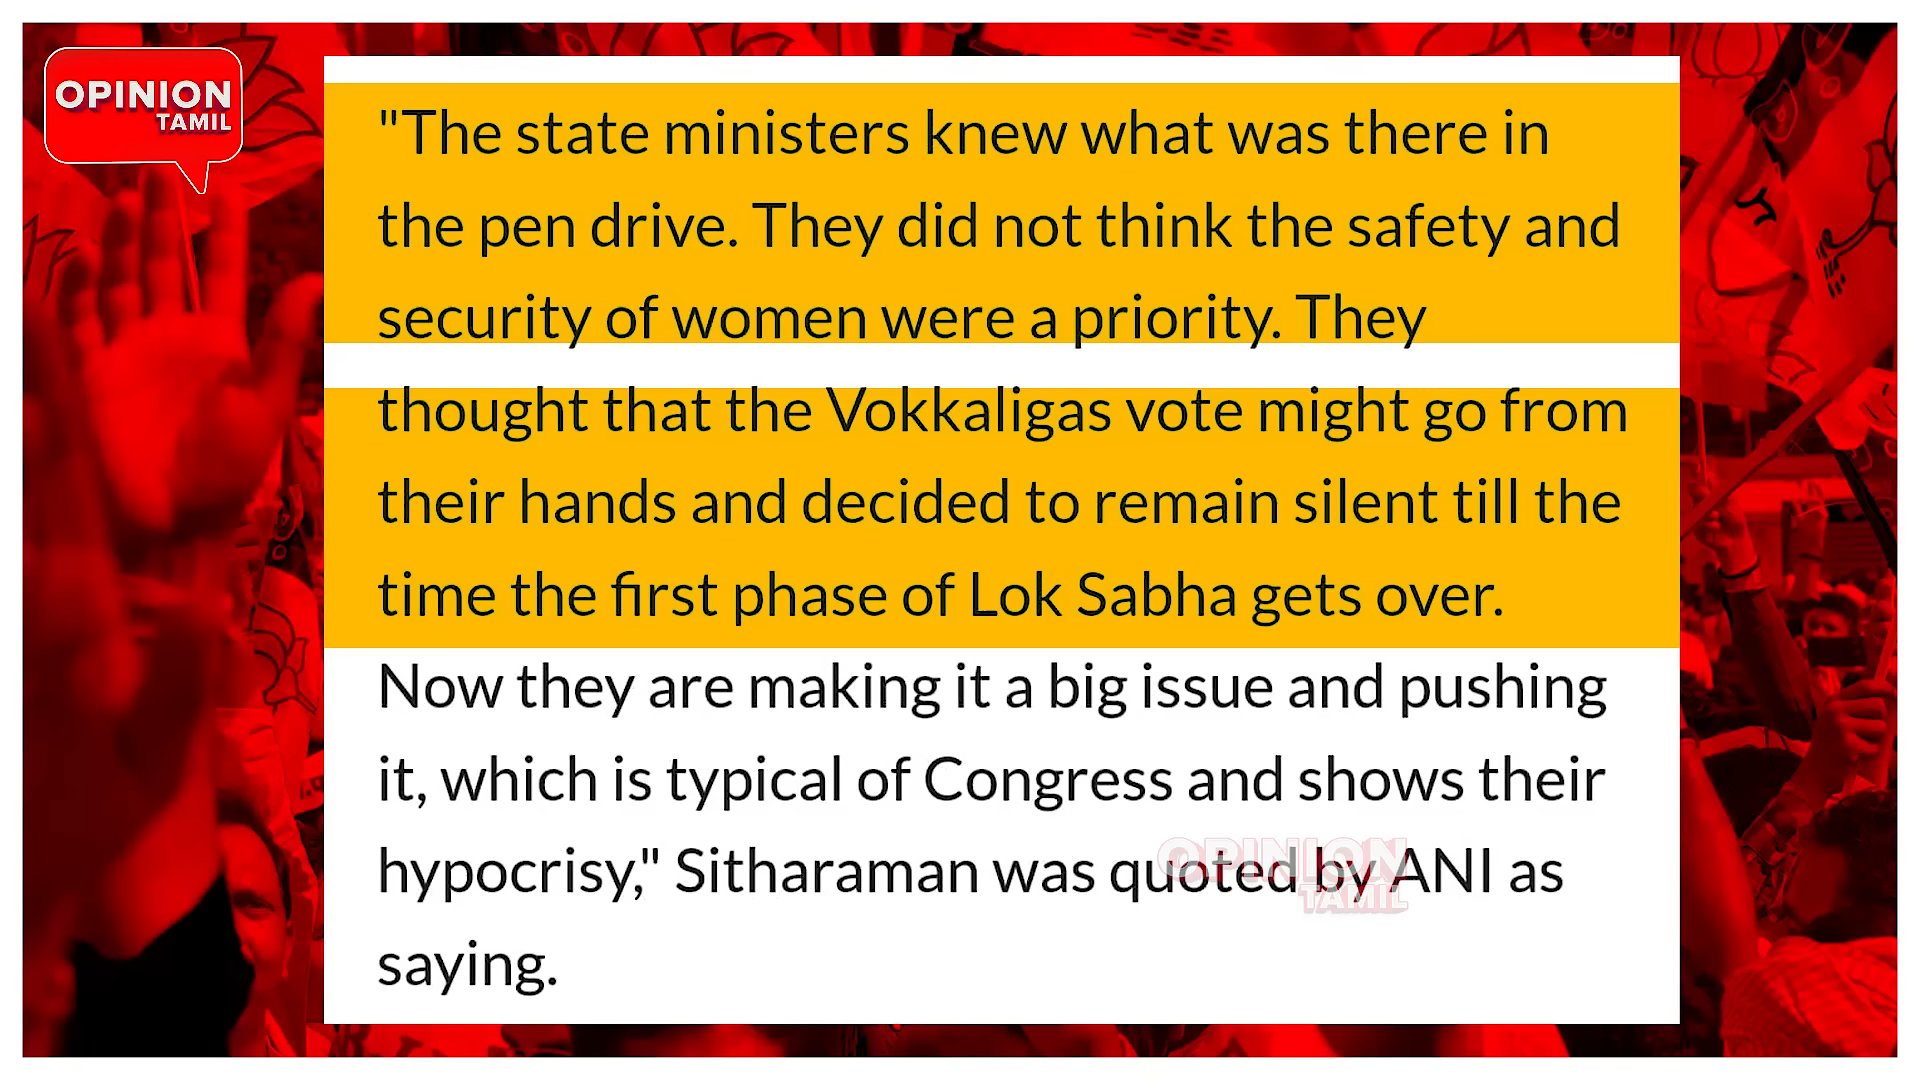 OPINION
TAMIL
"The state ministers knew what was there in
the pen drive. They did not think the safety and
security of women were a priority. They
thought that the Vokkaligas vote might go from
their hands and decided to remain silent till the
time the first phase of Lok Sabha gets over.
Now they are making it a big issue and pushing
it, which is typical of Congress and shows their
hypocrisy," Sitharaman was quoted by ANI as
saying.
OPINION
TAMIL